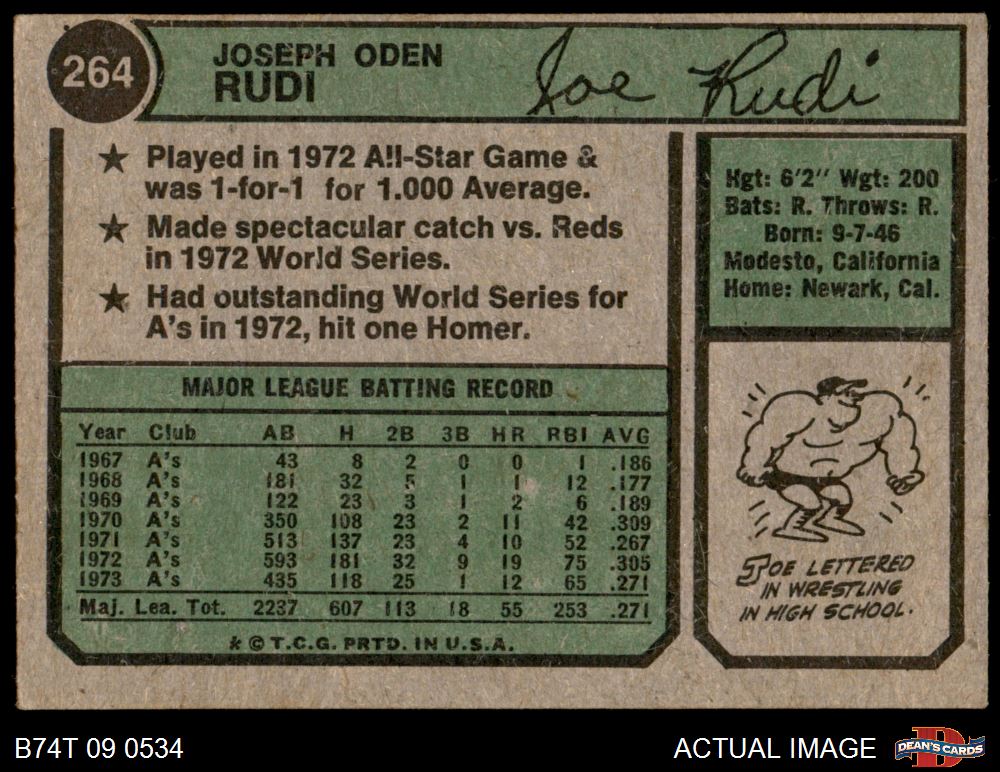 264
JOSEPH ODEN
RUDI
Joe Rudi
★ Played in 1972 All-Star Game &
was 1-for-1 for 1.000 Average.
★ Made spectacular catch vs. Reds
in 1972 World Series.
★ Had outstanding World Series for
A's in 1972, hit one Homer.
Hgt: 6'2" Wgt: 200
Bats: R. Throws: R.
Born: 9-7-46
Modesto, California
Home: Newark, Cal.
MAJOR LEAGUE BATTING RECORD
Year Club AB H 2B 3B HR RBI AVG
1967 A's 43 8 2 0 0 1 .186
1968 A's 181 32 5 1 1 12 .177
1969 A's 122 23 3 1 2 6 .189
1970 A's 350 108 23 2 11 42 .309
1971 A's 513 137 23 4 10 52 .267
1972 A's 593 181 32 9 19 75 .305
1973 A's 435 118 25 1 12 65 .271
Maj. Lea. Tot. 2237 607 113 18 55 253 .271
* © T.C.G. PRTD. IN U.S.A.
JOE LETTERED
IN WRESTLING
IN HIGH SCHOOL.
B74T 09 0534
ACTUAL IMAGE
D
DEAN'S CARDS